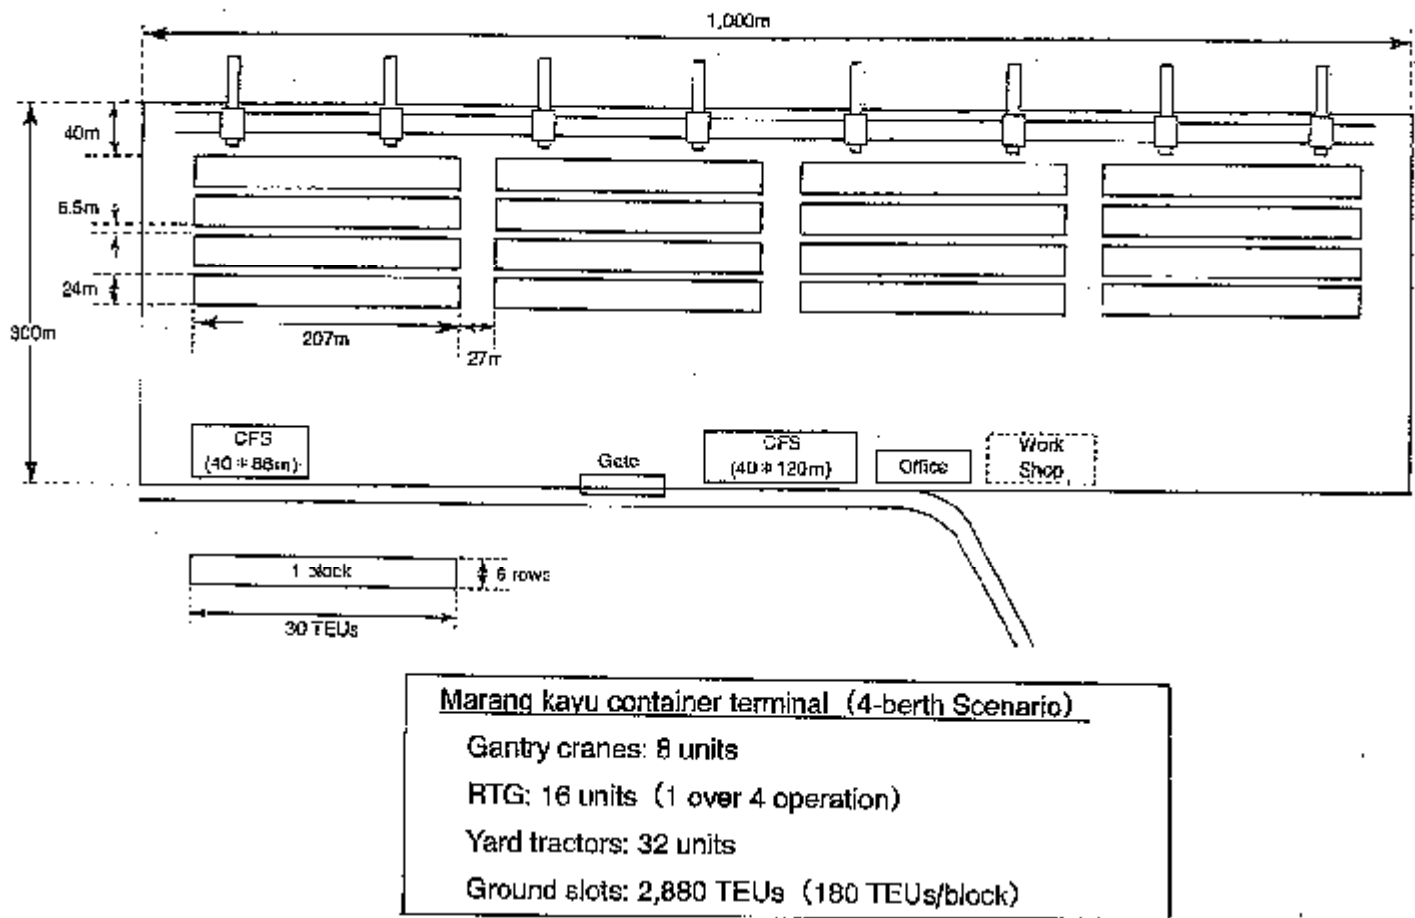 1,000m
40m
6.5m
24m
300m
207m
27m
CFS
(40 * 88m)
Gate
CFS
(40 * 120m)
Office
Work
Shop
1 block
6 rows
30 TEUs
Marang kayu container terminal (4-berth Scenario)
Gantry cranes: 8 units
RTG: 16 units (1 over 4 operation)
Yard tractors: 32 units
Ground slots: 2,880 TEUs (180 TEUs/block)